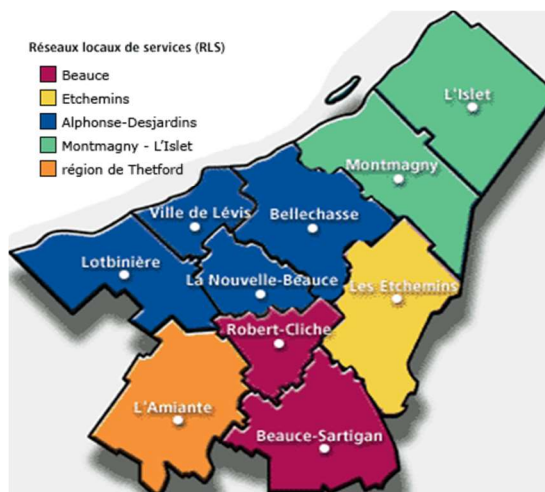 Réseaux locaux de services (RLS)
Beauce
Etchemins
Alphonse-Desjardins
Montmagny - L'Islet
région de Thetford
L'Islet
Montmagny
Ville de Lévis
Bellechasse
Lotbinière
La Nouvelle-Beauce
Les Etchemins
Robert-Cliche
L'Amiante
Beauce-Sartigan